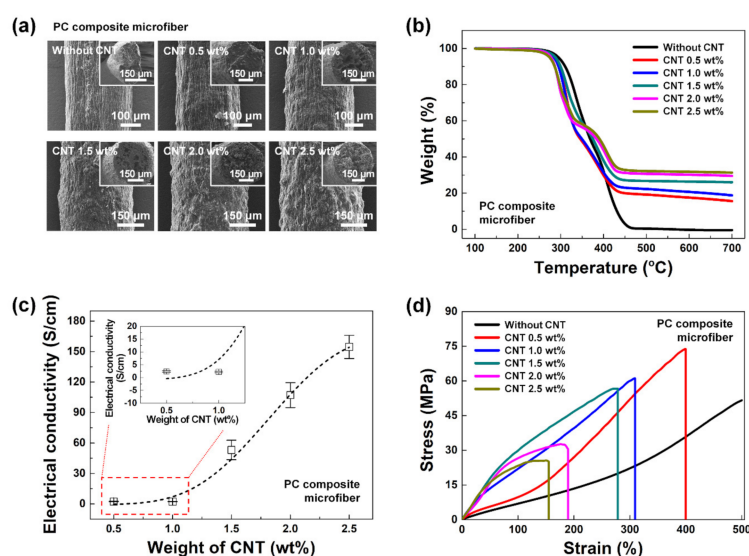 (a)
PC composite microfiber
Without CNT
150 μm
100 μm
CNT 0.5 wt%
150 μm
100 μm
CNT 1.0 wt%
150 μm
100 μm
CNT 1.5 wt%
150 μm
150 μm
CNT 2.0 wt%
150 μm
150 μm
CNT 2.5 wt%
150 μm
150 μm
(b)
Weight (%)
100
80
60
40
20
0
Without CNT
CNT 0.5 wt%
CNT 1.0 wt%
CNT 1.5 wt%
CNT 2.0 wt%
CNT 2.5 wt%
PC composite
microfiber
100 200 300 400 500 600 700
Temperature (°C)
(c)
Electrical conductivity (S/cm)
180
150
120
90
60
30
0
Electrical conductivity
(S/cm)
20
15
10
5
0
-5
-10
0.5 1.0
Weight of CNT (wt%)
PC composite
microfiber
0.5 1.0 1.5 2.0 2.5
Weight of CNT (wt%)
(d)
Stress (MPa)
90
75
60
45
30
15
0
Without CNT
CNT 0.5 wt%
CNT 1.0 wt%
CNT 1.5 wt%
CNT 2.0 wt%
CNT 2.5 wt%
PC composite
microfiber
0 100 200 300 400 500
Strain (%)